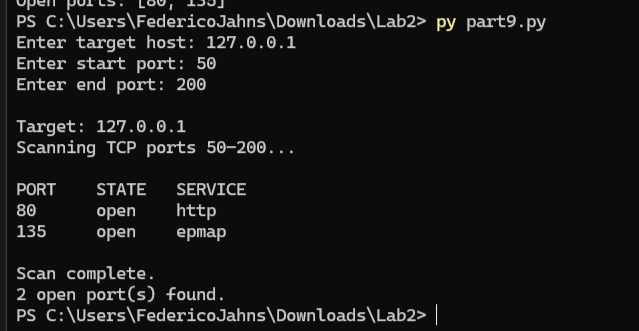 Open ports: [80, 135]
PS C:\Users\FedericoJahns\Downloads\Lab2> py part9.py
Enter target host: 127.0.0.1
Enter start port: 50
Enter end port: 200
Target: 127.0.0.1
Scanning TCP ports 50-200...
PORT STATE SERVICE
80 open http
135 open epmap
Scan complete.
2 open port(s) found.
PS C:\Users\FedericoJahns\Downloads\Lab2>